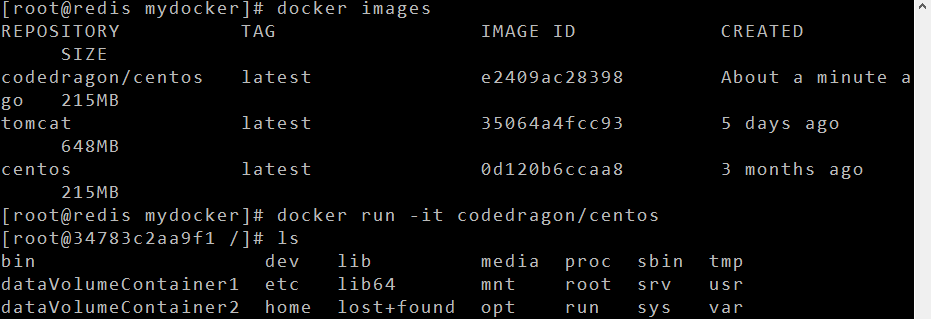 [root@redis mydocker]# docker images
REPOSITORY          TAG                 IMAGE ID            CREATED
     SIZE
codedragon/centos   latest              e2409ac28398        About a minute a
go   215MB
tomcat              latest              35064a4fcc93        5 days ago
     648MB
centos              latest              0d120b6ccaa8        3 months ago
     215MB
[root@redis mydocker]# docker run -it codedragon/centos
[root@34783c2aa9f1 /]# ls
bin                   dev   lib         media  proc  sbin  tmp
dataVolumeContainer1  etc   lib64       mnt    root  srv   usr
dataVolumeContainer2  home  lost+found  opt    run   sys   var